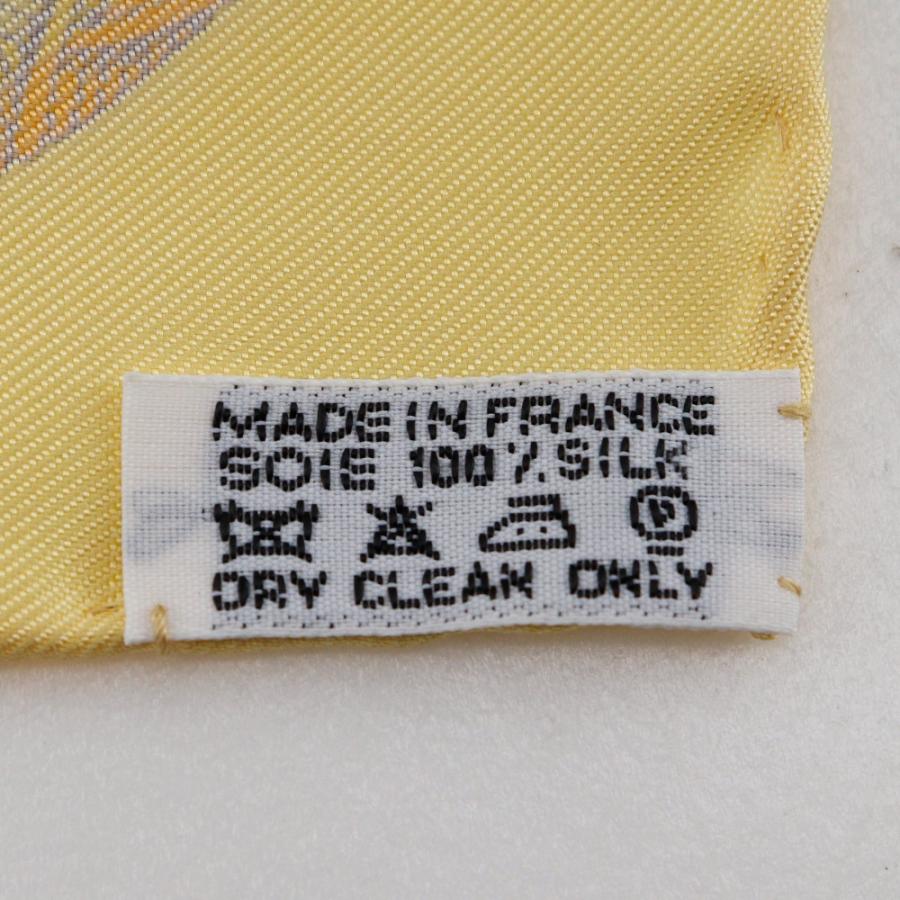 MADE IN FRANCE
SOIE 100% SILK
P
DRY CLEAN ONLY